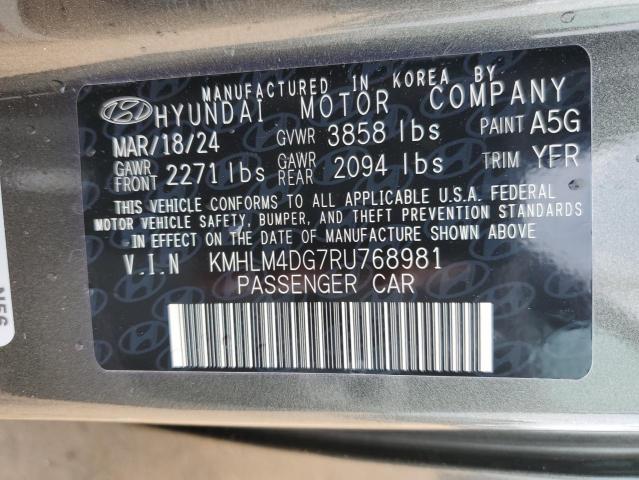 MANUFACTURED IN KOREA BY
HYUNDAI MOTOR COMPANY
MAR/18/24 GVWR 3858 lbs PAINT A5G
GAWR FRONT 2271 lbs GAWR REAR 2094 lbs TRIM YFR
THIS VEHICLE CONFORMS TO ALL APPLICABLE U.S.A. FEDERAL
MOTOR VEHICLE SAFETY, BUMPER, AND THEFT PREVENTION STANDARDS
IN EFFECT ON THE DATE OF MANUFACTURE SHOWN ABOVE
V.I.N KMHLM4DG7RU768981
PASSENGER CAR